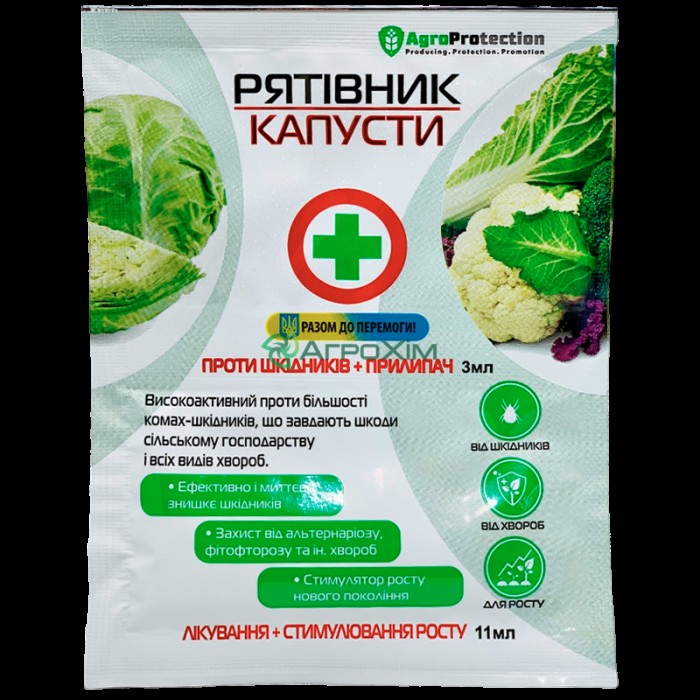 AgroProtection
Producing. Protection. Promotion
РЯТІВНИК
КАПУСТИ
РАЗОМ ДО ПЕРЕМОГИ!
АГРОХІМ
ПРОТИ ШКІДНИКІВ + ПРИЛИПАЧ 3мл
Високоактивний проти більшості
комах-шкідників, що завдають шкоди
сільському господарству
і всіх видів хвороб.
ВІД ШКІДНИКІВ
• Ефективно і миттєво
знищує шкідників
ВІД ХВОРОБ
• Захист від альтернаріозу,
фітофторозу та ін. хвороб
• Стимулятор росту
нового покоління
ДЛЯ РОСТУ
ЛІКУВАННЯ + СТИМУЛЮВАННЯ РОСТУ 11мл